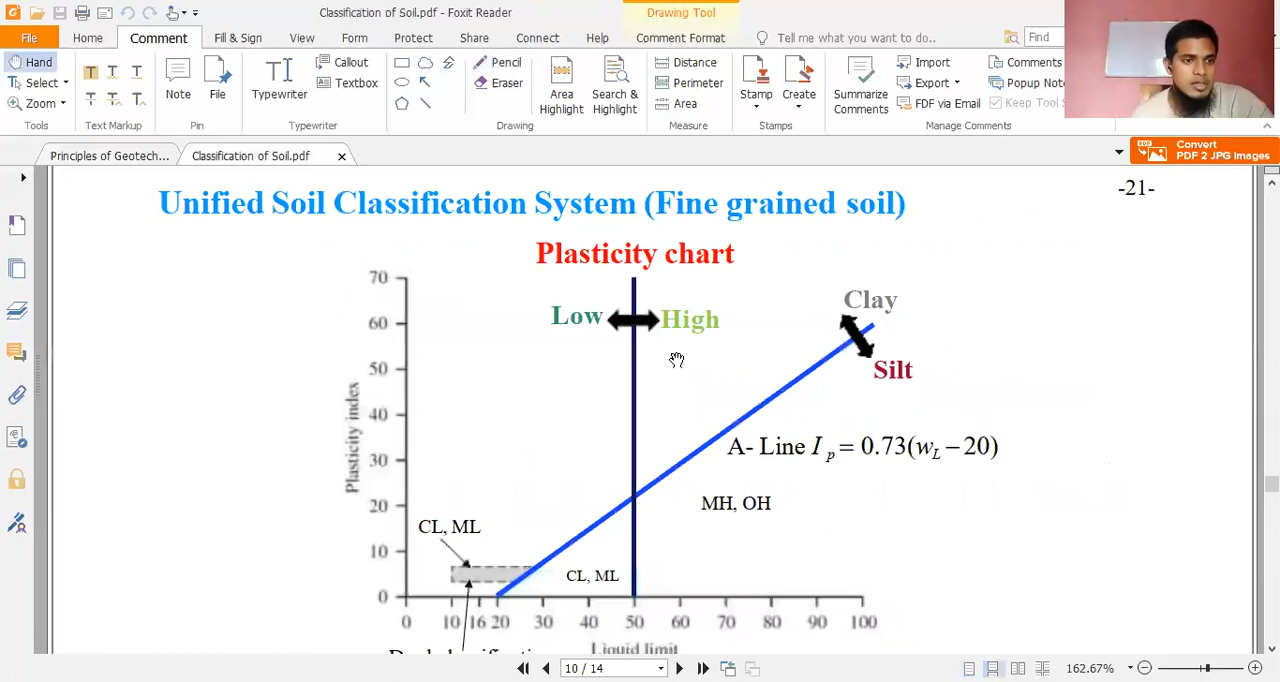 Classification of Soil.pdf - Foxit Reader
Drawing Tool
File
Home
Comment
Fill & Sign
View
Form
Protect
Share
Connect
Help
Comment Format
Tell me what you want to do..
Find
Hand
Select
Zoom
Tools
T T T
T T T
Text Markup
Note
File
Pin
Typewriter
Callout
Textbox
Typewriter
Pencil
Eraser
Area Highlight
Search & Highlight
Drawing
Distance
Perimeter
Area
Measure
Stamp
Create
Stamps
Summarize Comments
Import
Export
FDF via Email
Comments
Popup Note
Keep Tool S
Manage Comments
Principles of Geotech...
Classification of Soil.pdf
Convert
PDF 2 JPG Images
-21-
Unified Soil Classification System (Fine grained soil)
Plasticity chart
70
60
50
40
30
20
10
0
Plasticity index
Low
High
Clay
Silt
A- Line I p = 0.73(wL – 20)
MH, OH
CL, ML
CL, ML
0 10 16 20 30 40 50 60 70 80 90 100
Liquid limit
10 / 14
162.67%